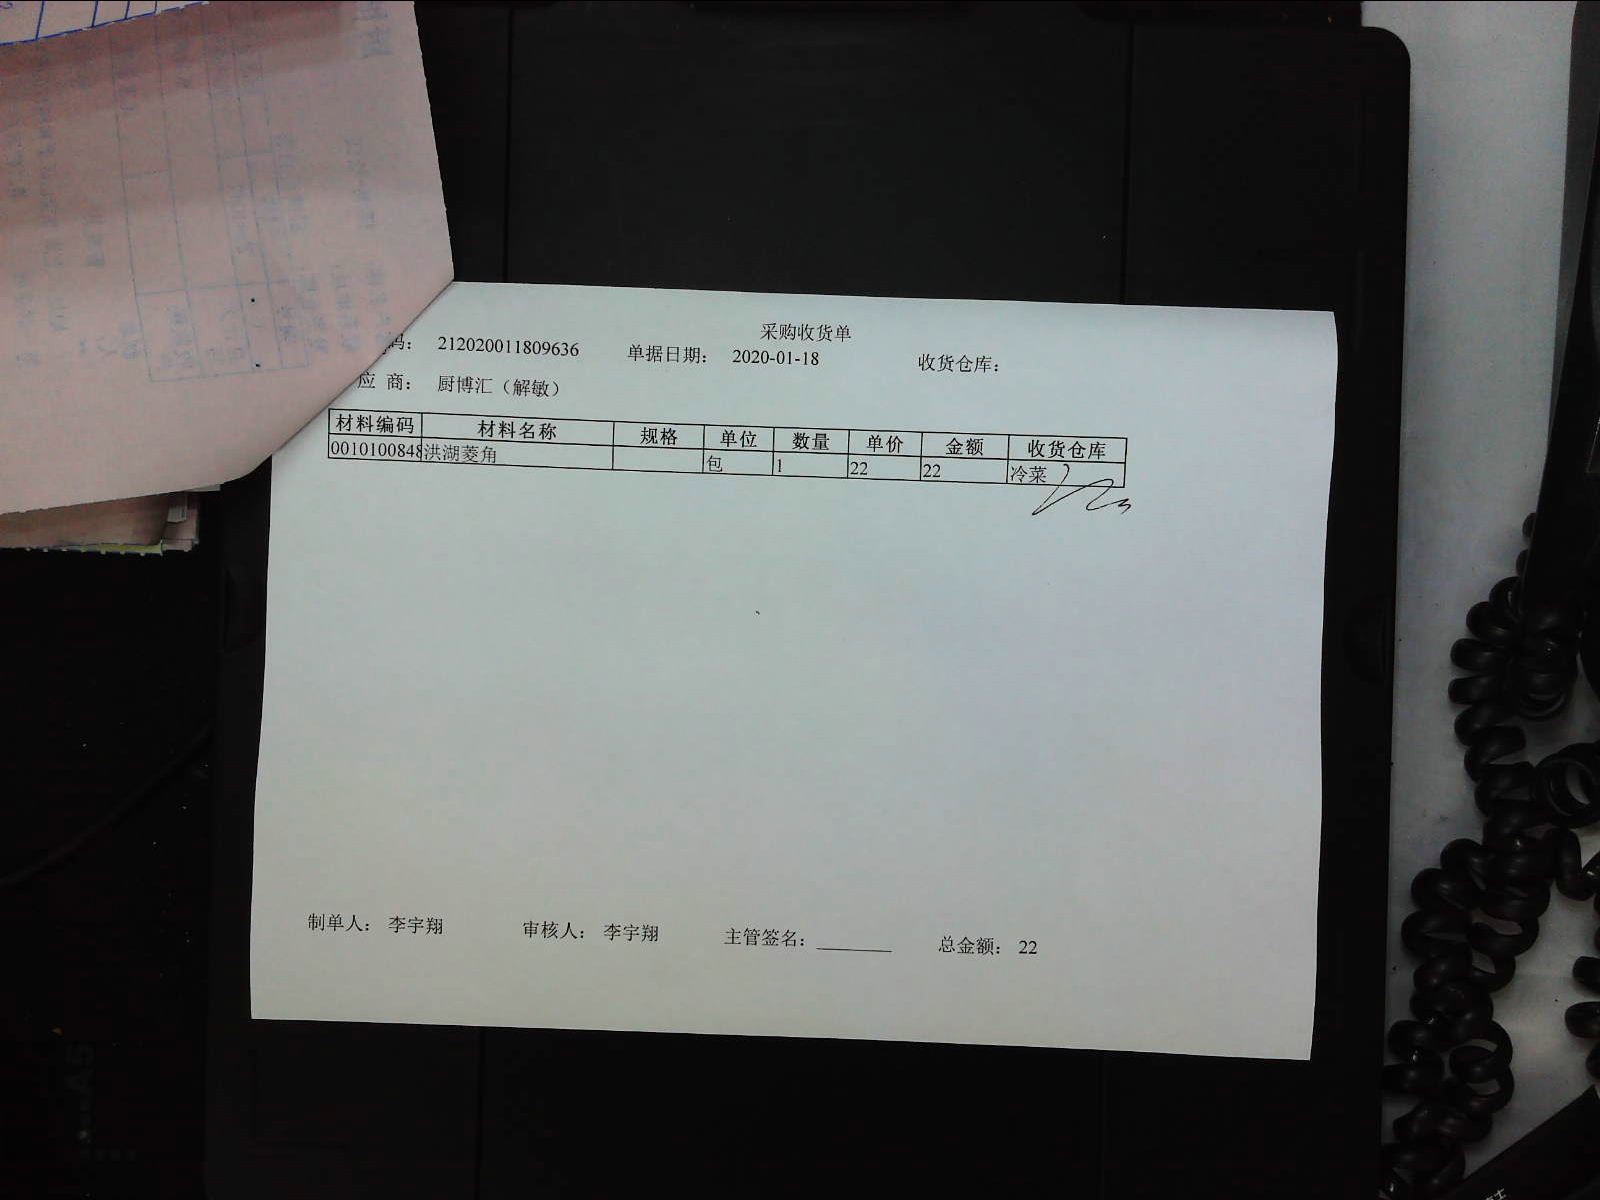 采购收货单
码： 212020011809636 单据日期： 2020-01-18 收货仓库：
应 商： 厨博汇（解敏）
材料编码 材料名称 规格 单位 数量 单价 金额 收货仓库
0010100848 洪湖菱角 包 1 22 22 冷菜
制单人： 李宇翔 审核人： 李宇翔 主管签名： 总金额： 22